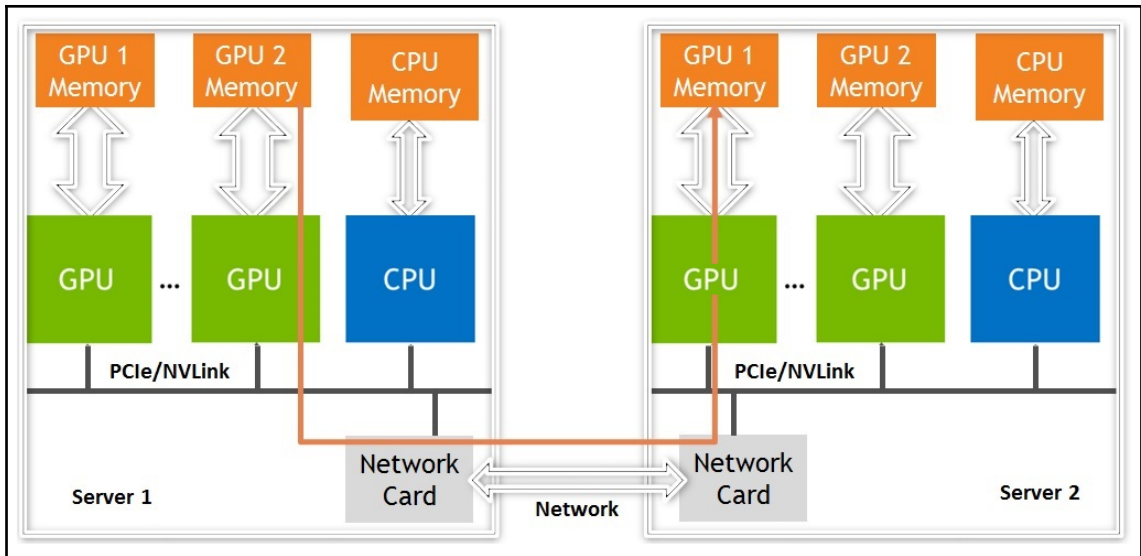 GPU 1
Memory
GPU 2
Memory
CPU
Memory
GPU
...
GPU
CPU
PCIe/NVLink
Network
Card
Server 1
Network
GPU 1
Memory
GPU 2
Memory
CPU
Memory
GPU
...
GPU
CPU
PCIe/NVLink
Network
Card
Server 2